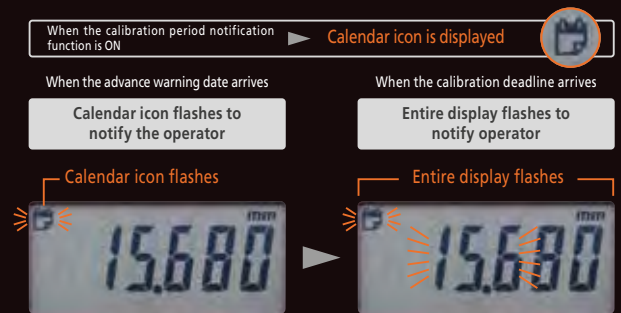 When the calibration period notification
function is ON
Calendar icon is displayed
When the advance warning date arrives
Calendar icon flashes to
notify the operator
Calendar icon flashes
mm
15.680
When the calibration deadline arrives
Entire display flashes to
notify operator
Entire display flashes
mm
15.680